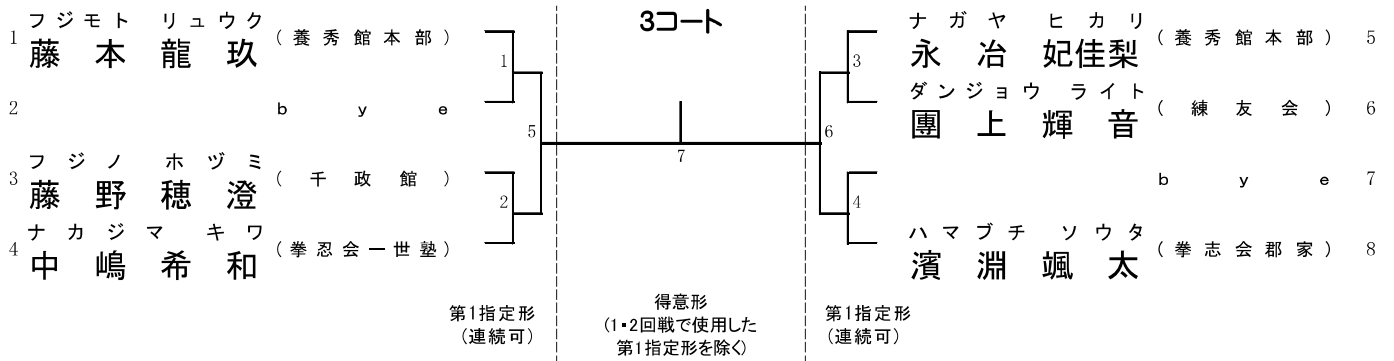 3コート
フジモト リュウク
1 藤本 龍玖 (養秀館本部)
2 bye
フジノ ホヅミ
3 藤野穂澄 (千政館)
ナカジマ キワ
4 中嶋希和 (拳忍会一世塾)
1
2
5
7
6
3
4
ナガヤ ヒカリ
永冶 妃佳梨 (養秀館本部) 5
ダンジョウ ライト
團上輝音 (練友会) 6
bye 7
ハマブチ ソウタ
濱淵颯太 (拳志会郡家) 8
第1指定形
(連続可)
得意形
(1・2回戦で使用した
第1指定形を除く)
第1指定形
(連続可)